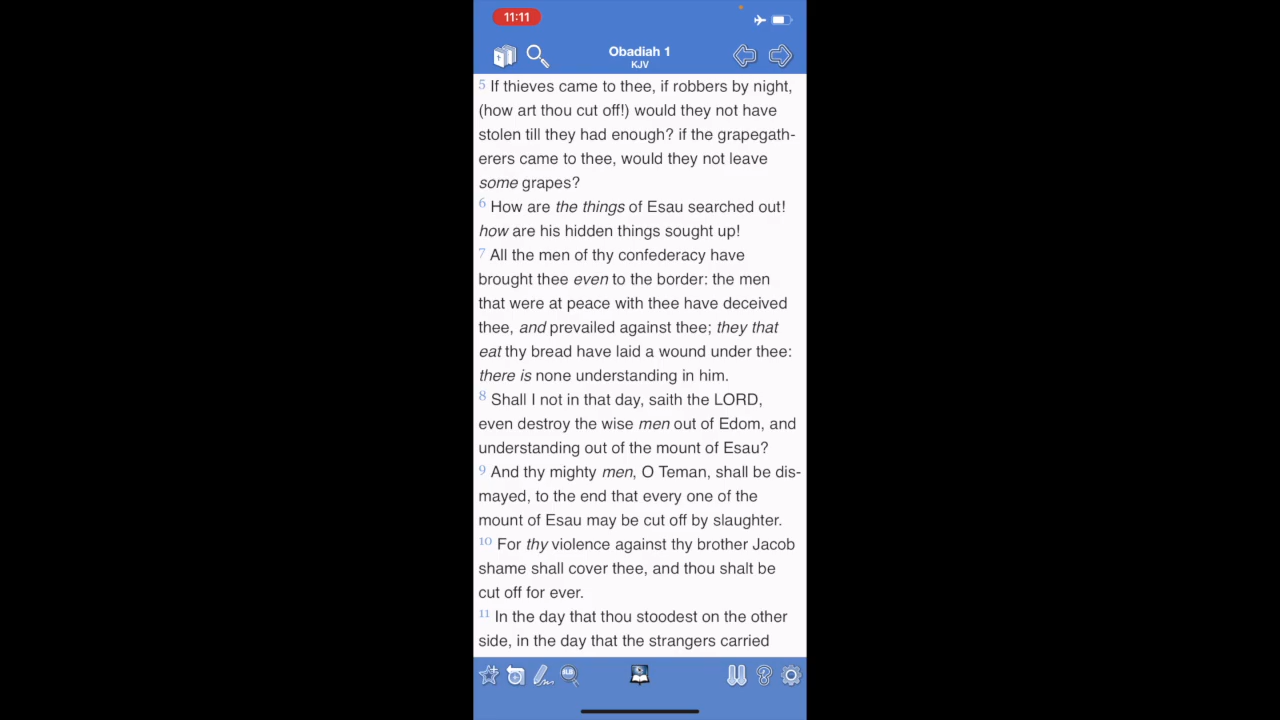 11:11
Obadiah 1
KJV
5 If thieves came to thee, if robbers by night,
(how art thou cut off!) would they not have
stolen till they had enough? if the grapegath-
erers came to thee, would they not leave
some grapes?
6 How are the things of Esau searched out!
how are his hidden things sought up!
7 All the men of thy confederacy have
brought thee even to the border: the men
that were at peace with thee have deceived
thee, and prevailed against thee; they that
eat thy bread have laid a wound under thee:
there is none understanding in him.
8 Shall I not in that day, saith the LORD,
even destroy the wise men out of Edom, and
understanding out of the mount of Esau?
9 And thy mighty men, O Teman, shall be dis-
mayed, to the end that every one of the
mount of Esau may be cut off by slaughter.
10 For thy violence against thy brother Jacob
shame shall cover thee, and thou shalt be
cut off for ever.
11 In the day that thou stoodest on the other
side, in the day that the strangers carried
BLB